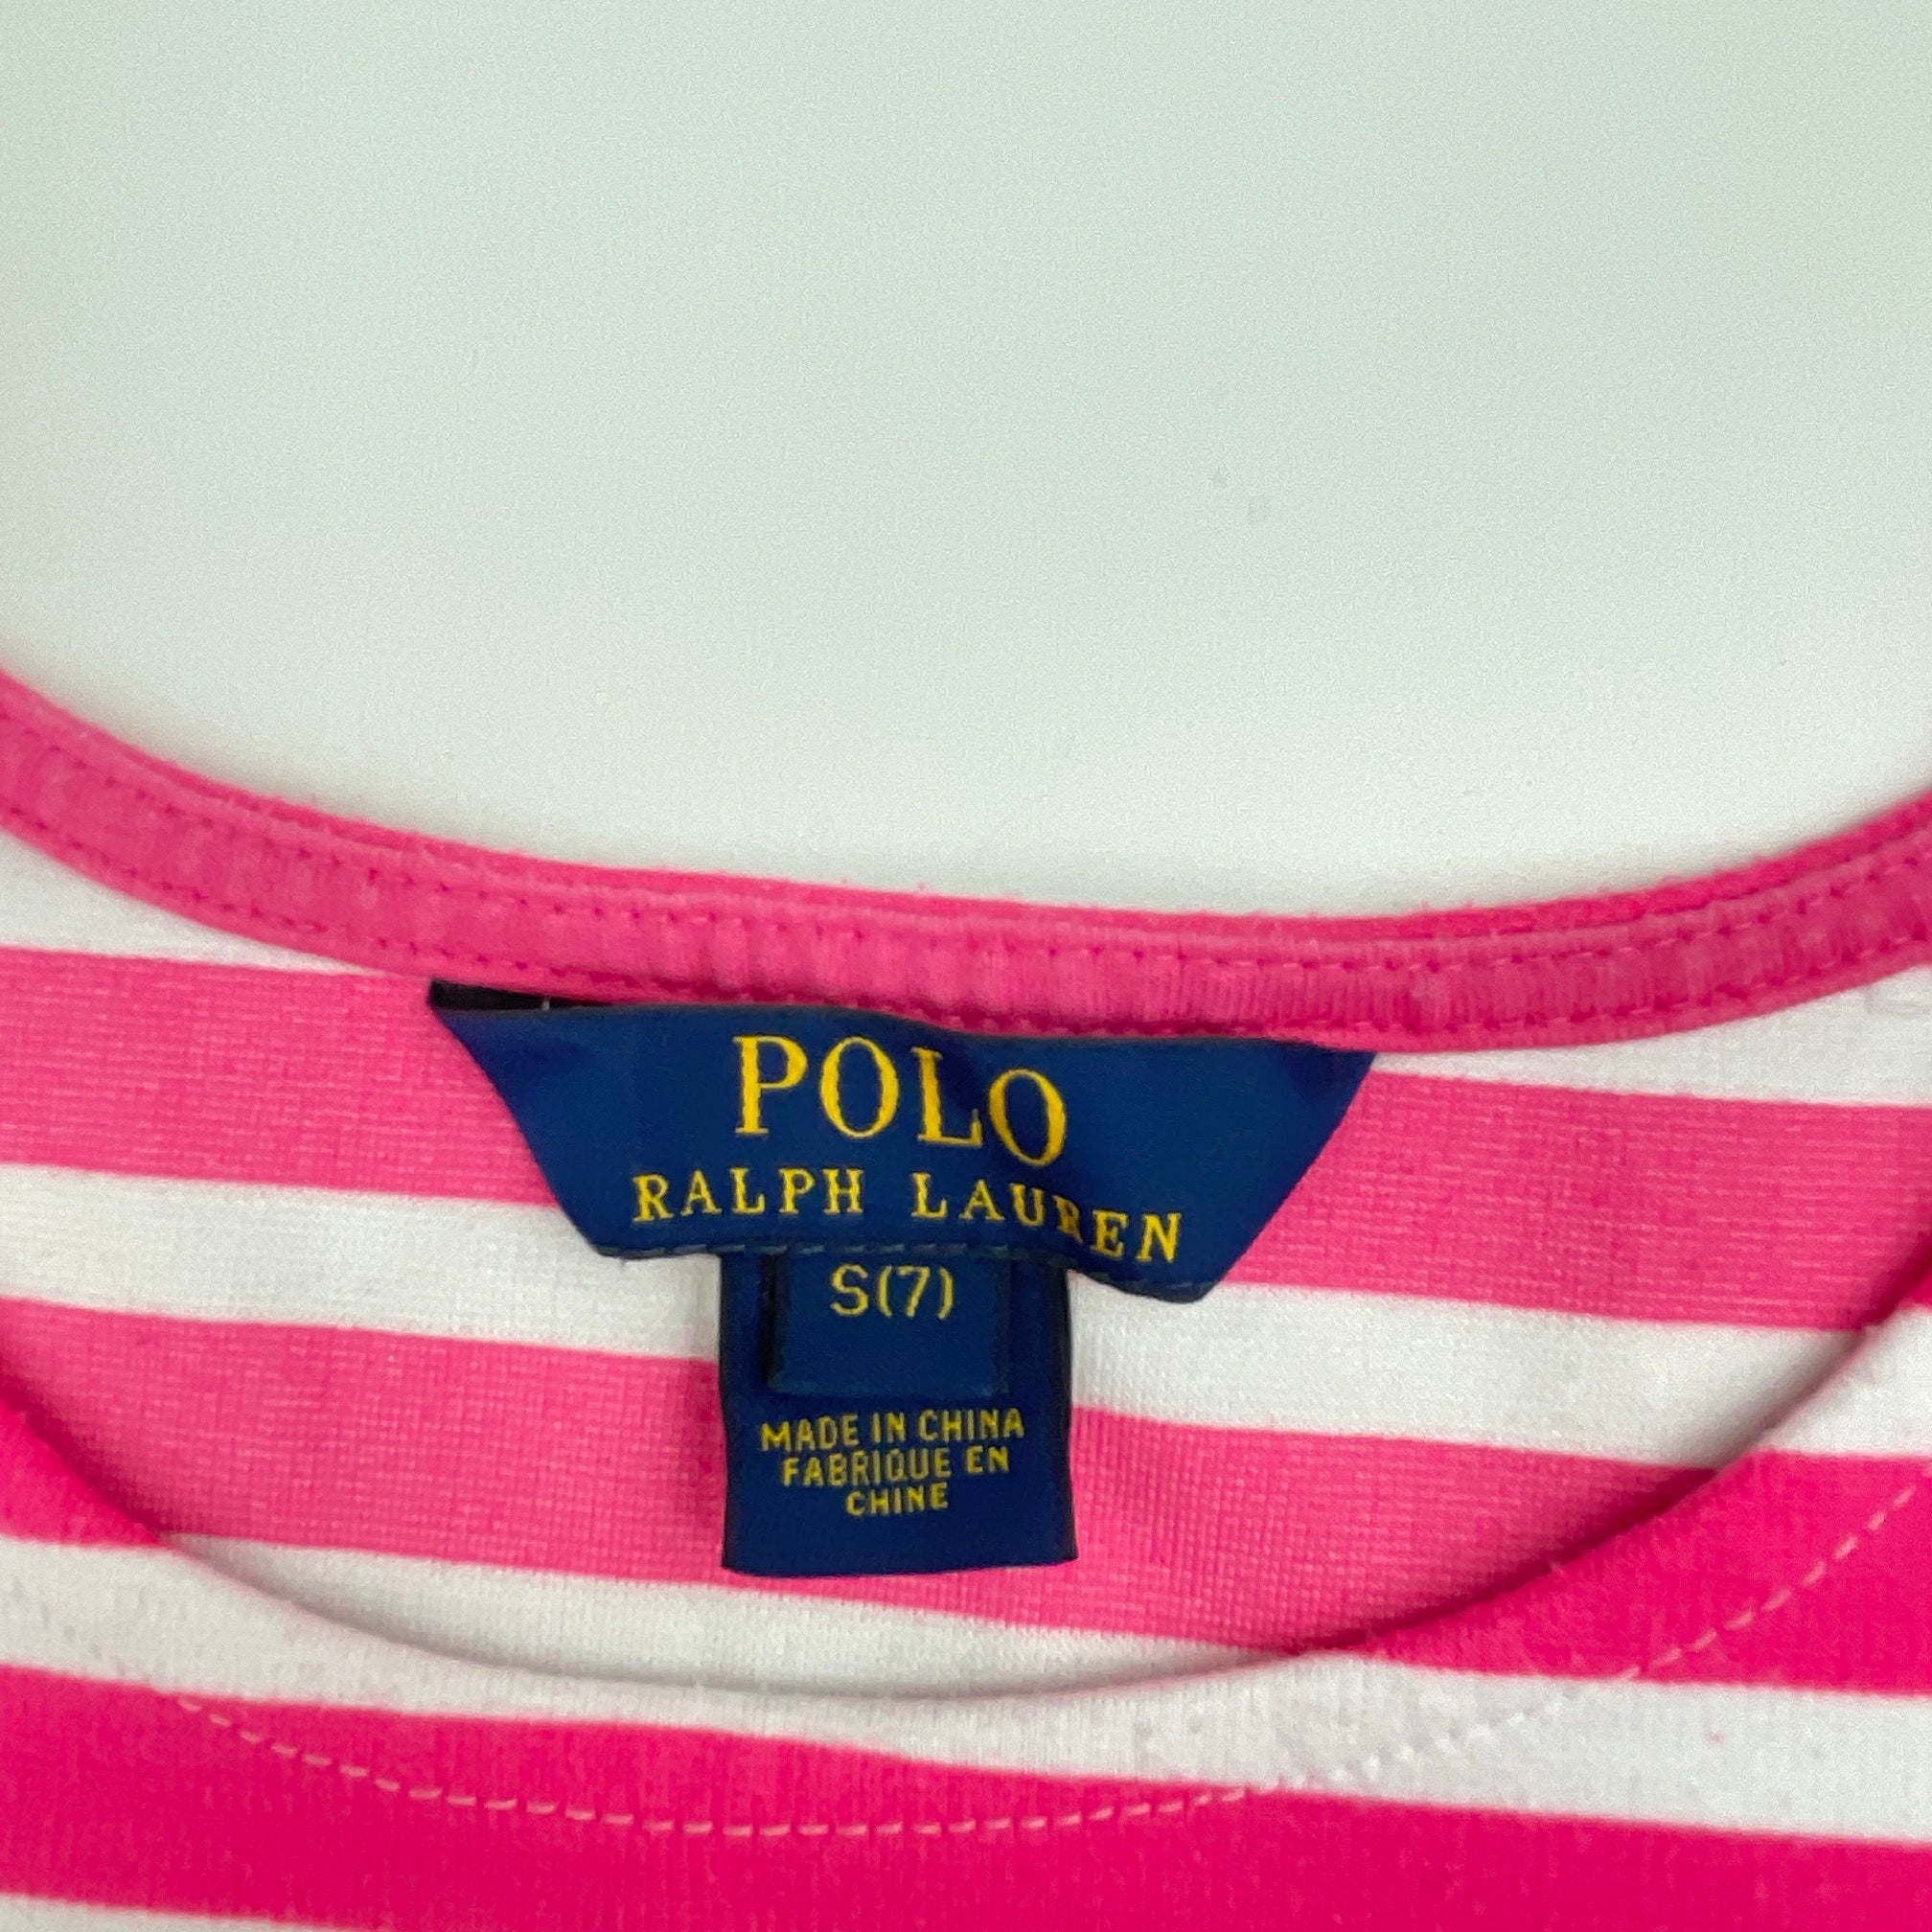 POLO
RALPH LAUREN
S(7)
MADE IN CHINA
FABRIQUE EN
CHINE